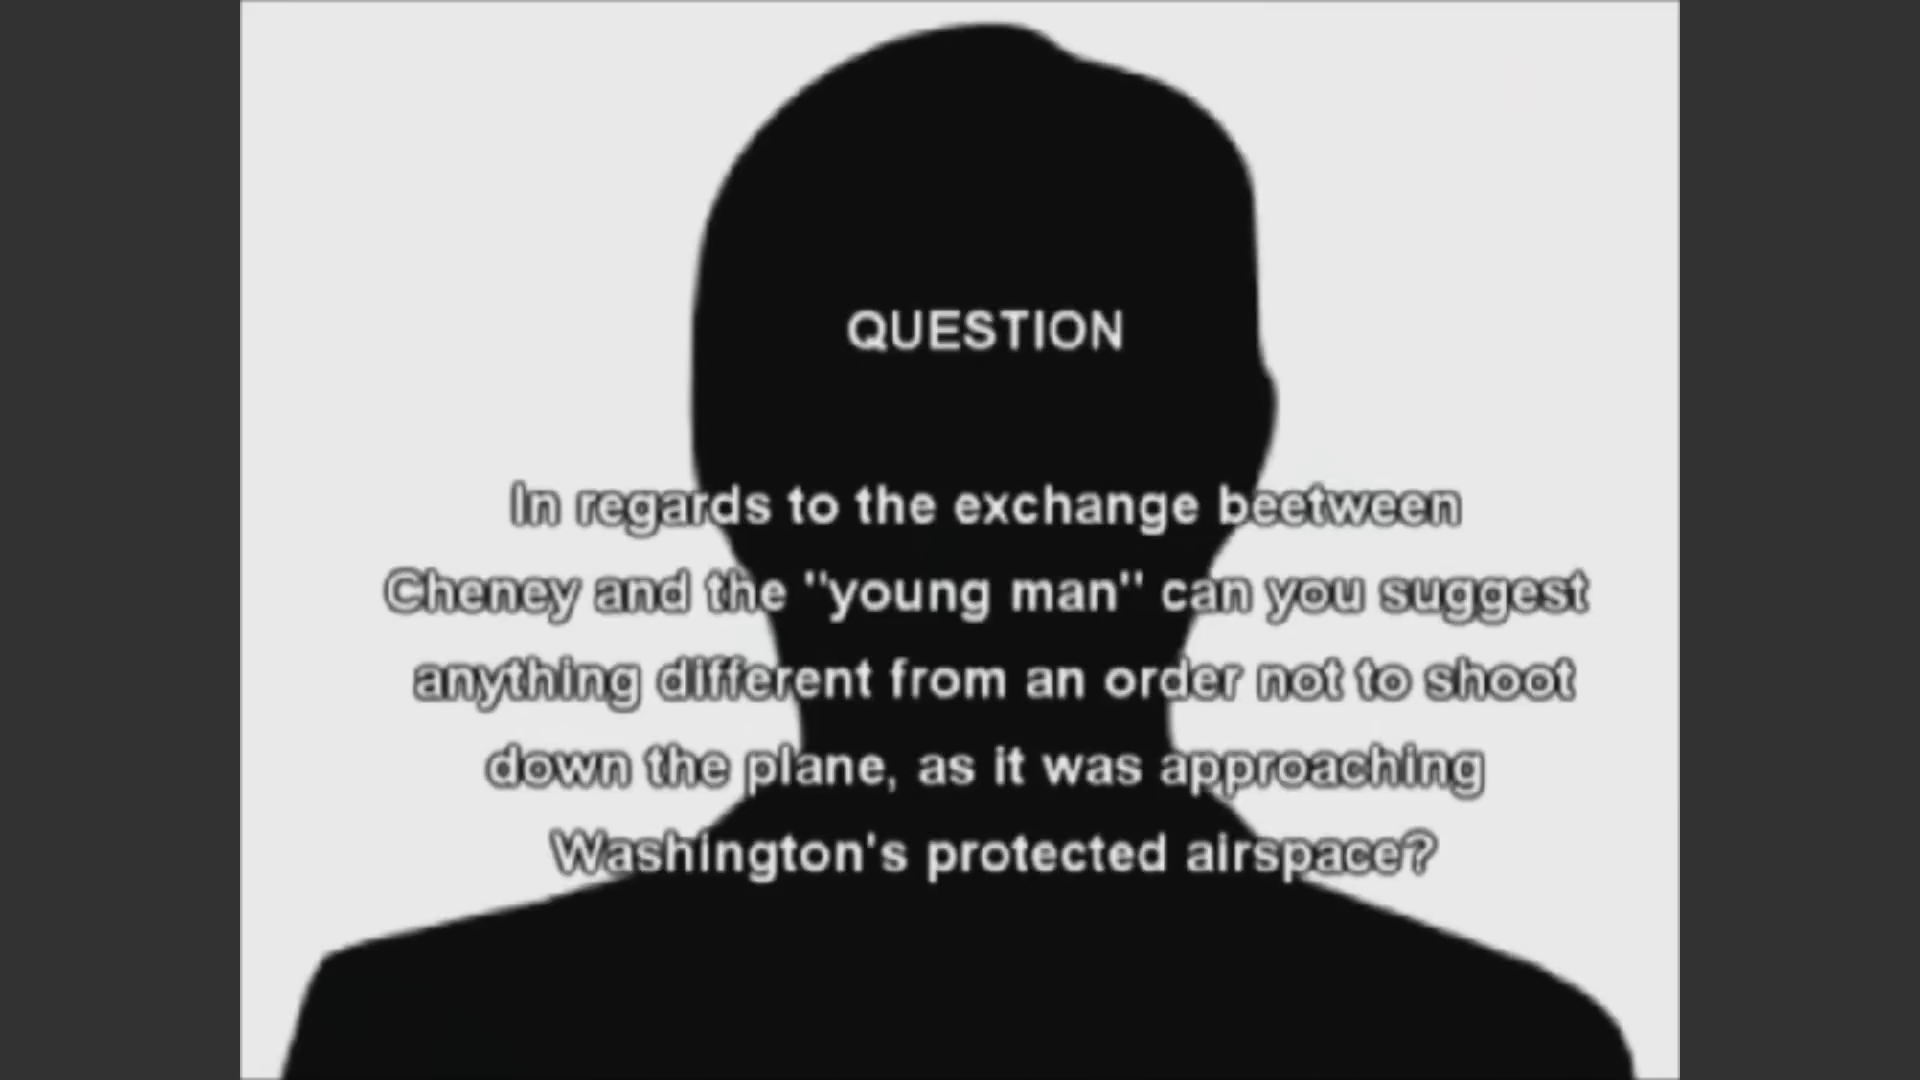 QUESTION
In regards to the exchange beetween
Cheney and the "young man" can you suggest
anything different from an order not to shoot
down the plane, as it was approaching
Washington's protected airspace?